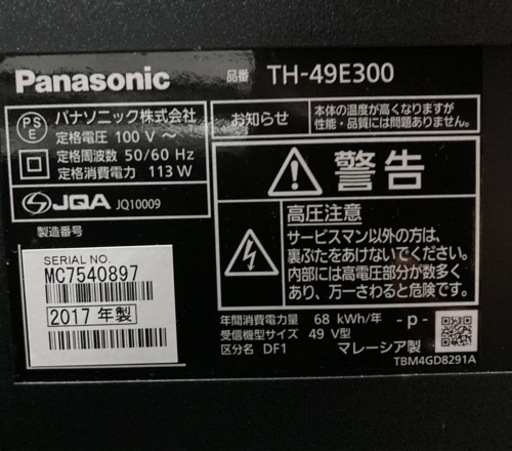 Panasonic
品番 TH-49E300
PS
E
パナソニック株式会社
定格電圧 100 V ～
定格周波数 50/60 Hz
定格消費電力 113 W
JQA JQ10009
製造番号
SERIAL NO.
MC7540897
2017 年製
お知らせ
本体の温度が高くなりますが
性能・品質には問題ありません。
警告
高圧注意
サービスマン以外の方は、
裏ぶたをあけないでください。
内部には高電圧部分が数多く
あり、万一さわると危険です。
年間消費電力量 68 kWh/年
受信機型サイズ 49 V型
区分名 DF1
- p -
マレーシア製
TBM4GD8291A